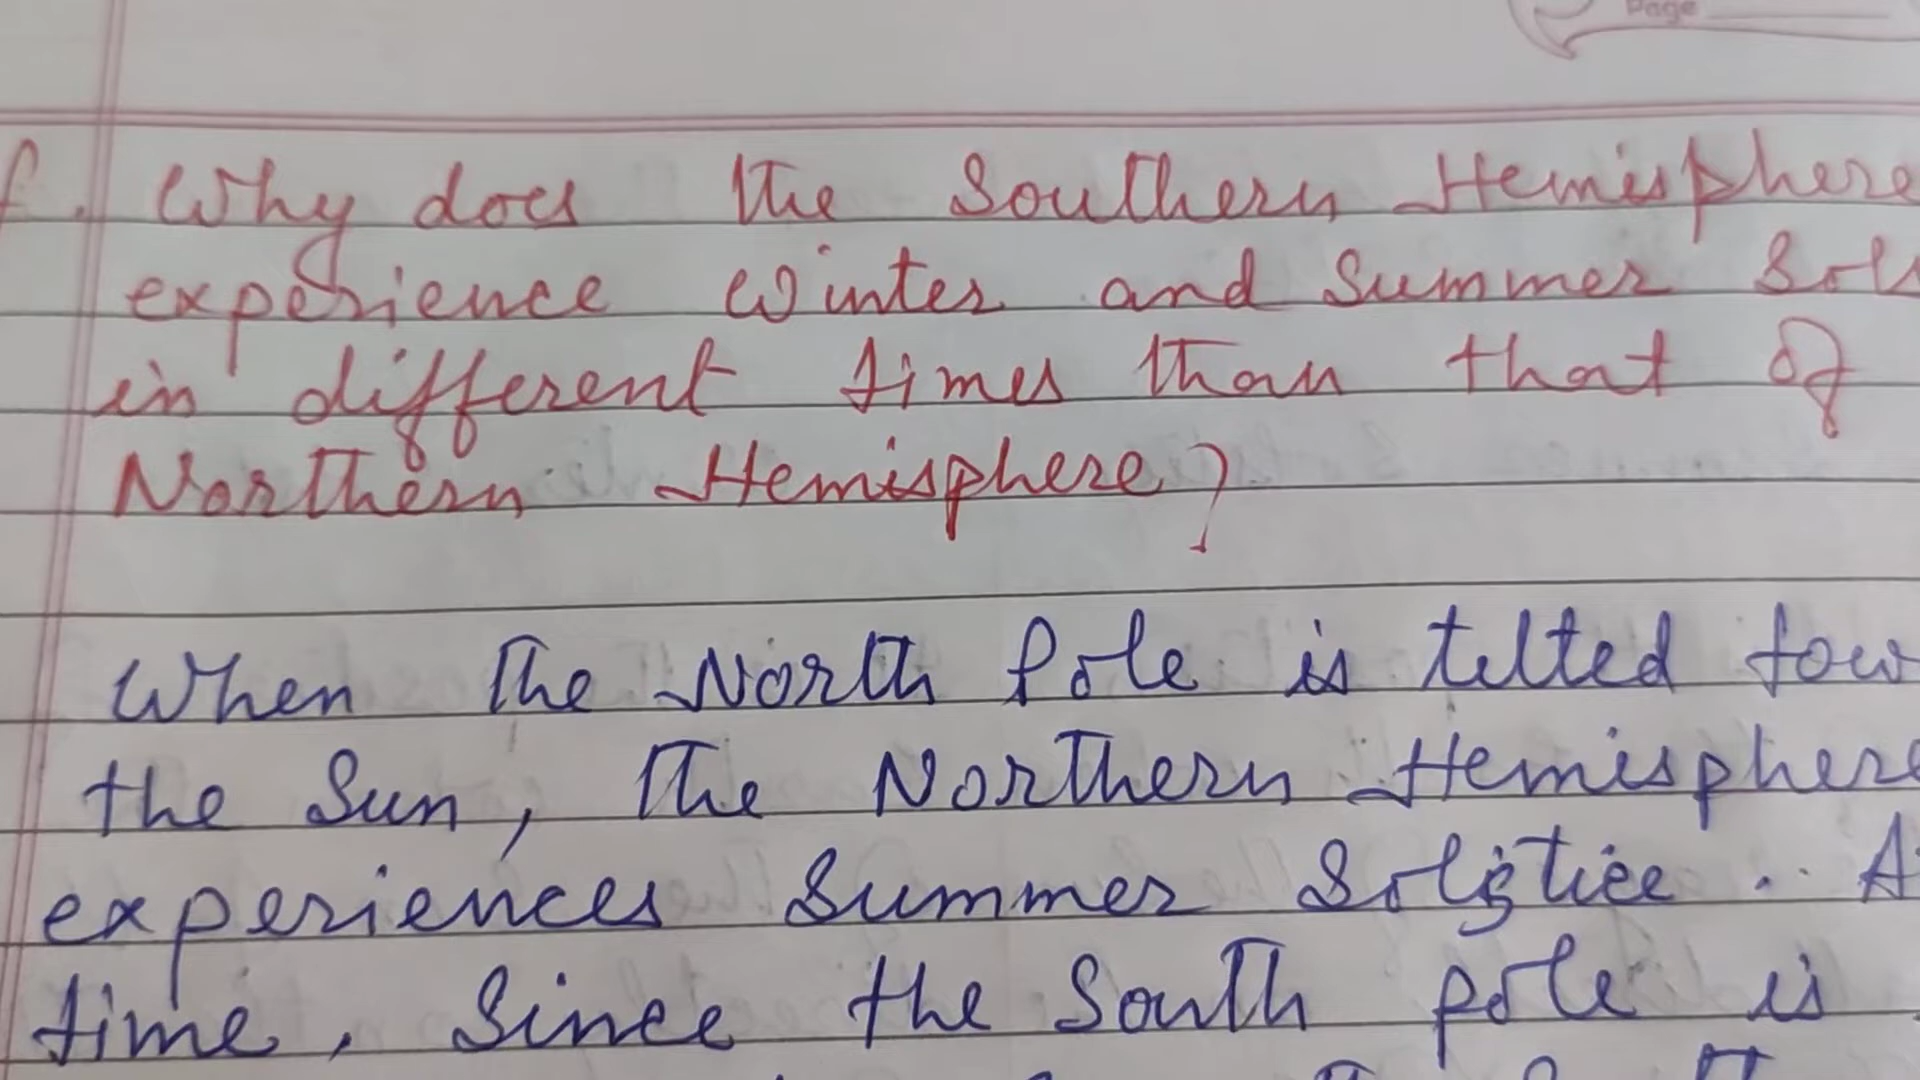 Page
f. Why does the Southern Hemisphere
experience Winter and Summer Sols
in different times than that of
Northern Hemisphere?
When the North Pole is tilted tow
the Sun, the Northern Hemisphere
experiences Summer Solstice. A
time, Since the South pole is